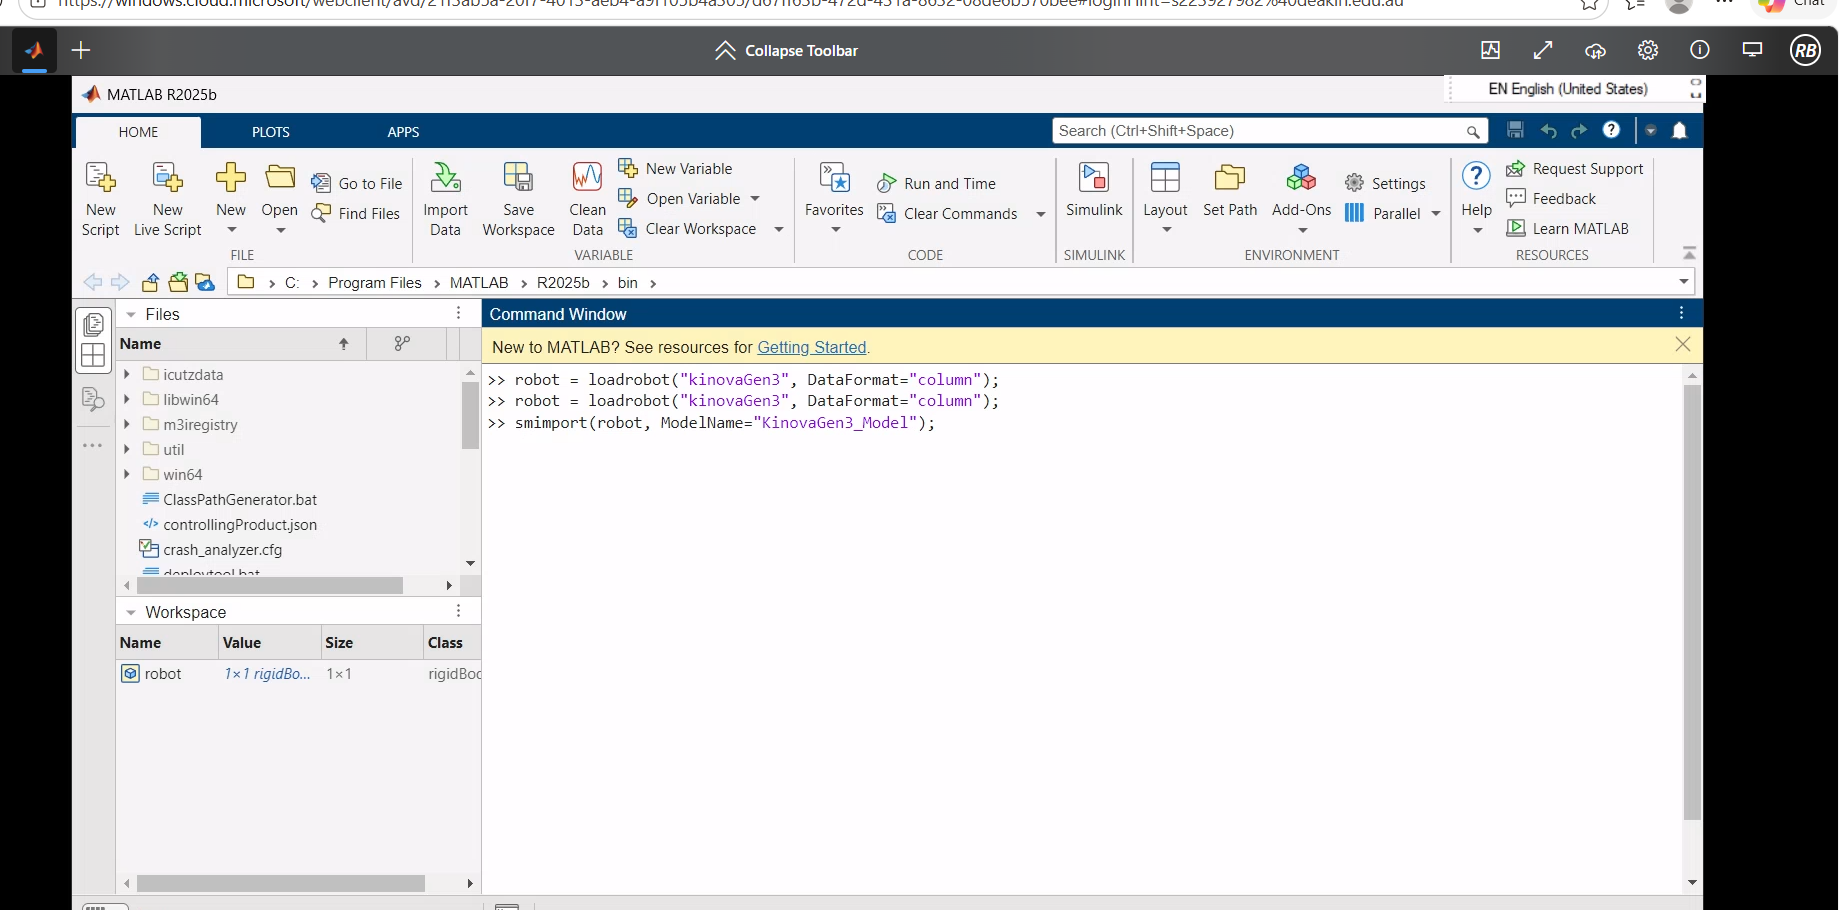 Chat
Collapse Toolbar
RB
MATLAB R2025b
EN English (United States)
HOME PLOTS APPS
Search (Ctrl+Shift+Space)
New Script
New Live Script
New
Open
Go to File
Find Files
FILE
Import Data
Save Workspace
Clean Data
New Variable
Open Variable
Clear Workspace
VARIABLE
Favorites
Run and Time
Clear Commands
CODE
Simulink
SIMULINK
Layout
Set Path
Add-Ons
Settings
Parallel
ENVIRONMENT
Help
Request Support
Feedback
Learn MATLAB
RESOURCES
C: › Program Files › MATLAB › R2025b › bin ›
Files
Name
icutzdata
libwin64
m3iregistry
util
win64
ClassPathGenerator.bat
controllingProduct.json
crash_analyzer.cfg
deploytool.bat
Workspace
Name Value Size Class
robot 1×1 rigidBo... 1×1 rigidBod
Command Window
New to MATLAB? See resources for Getting Started.
>> robot = loadrobot("kinovaGen3", DataFormat="column");
>> robot = loadrobot("kinovaGen3", DataFormat="column");
>> smimport(robot, ModelName="KinovaGen3_Model");